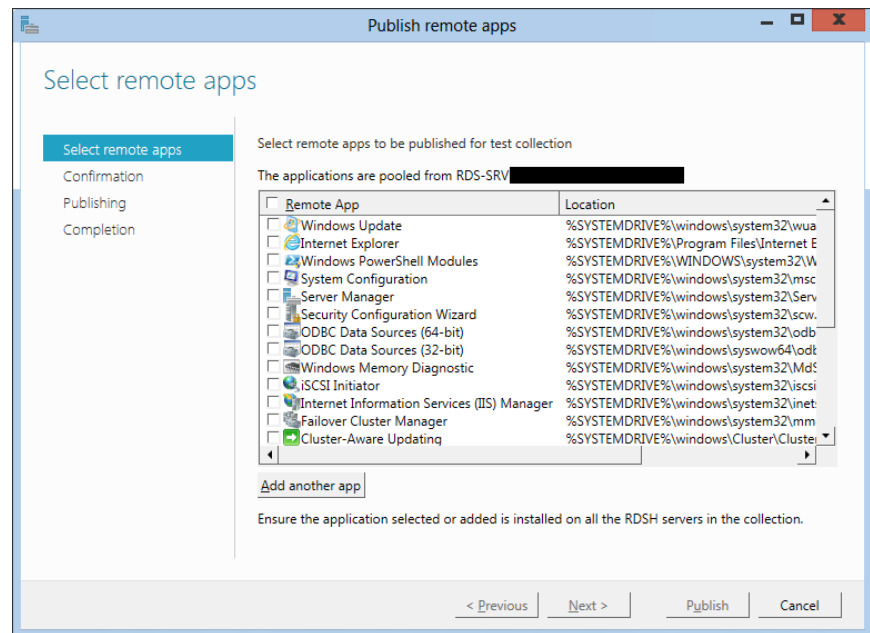 Publish remote apps
Select remote apps
Select remote apps
Confirmation
Publishing
Completion
Select remote apps to be published for test collection
The applications are pooled from RDS-SRV
Remote App Location
Windows Update %SYSTEMDRIVE%\windows\system32\wua
Internet Explorer %SYSTEMDRIVE%\Program Files\Internet E
Windows PowerShell Modules %SYSTEMDRIVE%\WINDOWS\system32\W
System Configuration %SYSTEMDRIVE%\windows\system32\msc
Server Manager %SYSTEMDRIVE%\windows\system32\Serv
Security Configuration Wizard %SYSTEMDRIVE%\windows\system32\scw.
ODBC Data Sources (64-bit) %SYSTEMDRIVE%\windows\system32\odb
ODBC Data Sources (32-bit) %SYSTEMDRIVE%\windows\syswow64\odb
Windows Memory Diagnostic %SYSTEMDRIVE%\windows\system32\MdS
iSCSI Initiator %SYSTEMDRIVE%\windows\system32\iscsi
Internet Information Services (IIS) Manager %SYSTEMDRIVE%\windows\system32\inet
Failover Cluster Manager %SYSTEMDRIVE%\windows\system32\mm
Cluster-Aware Updating %SYSTEMDRIVE%\windows\Cluster\Cluste
Add another app
Ensure the application selected or added is installed on all the RDSH servers in the collection.
< Previous Next > Publish Cancel